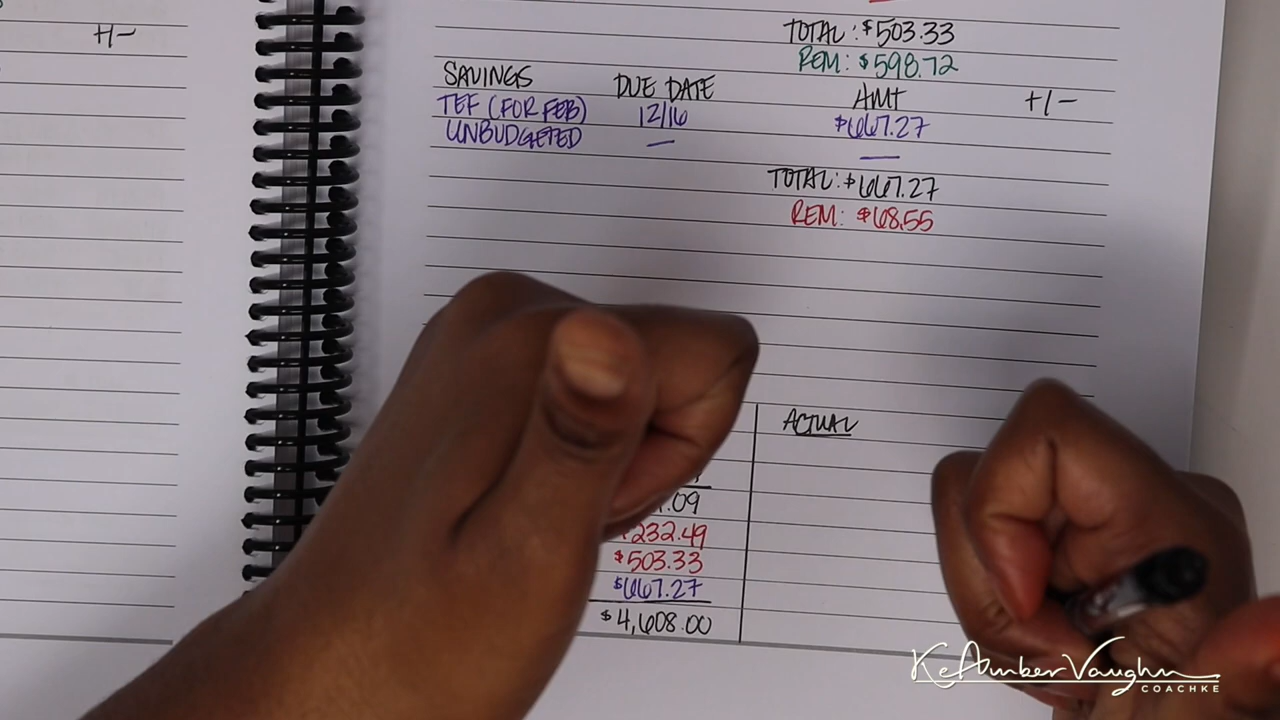 +/-
TOTAL: $503.33
REM: $598.72
SAVINGS DUE DATE AMT +/-
TEF (FOR FEB) 12/16 $667.27
UNBUDGETED — —
TOTAL: $667.27
REM: $68.55
ACTUAL
.09
232.49
$503.33
$667.27
$4,608.00
KeAmber Vaughn
COACHKE